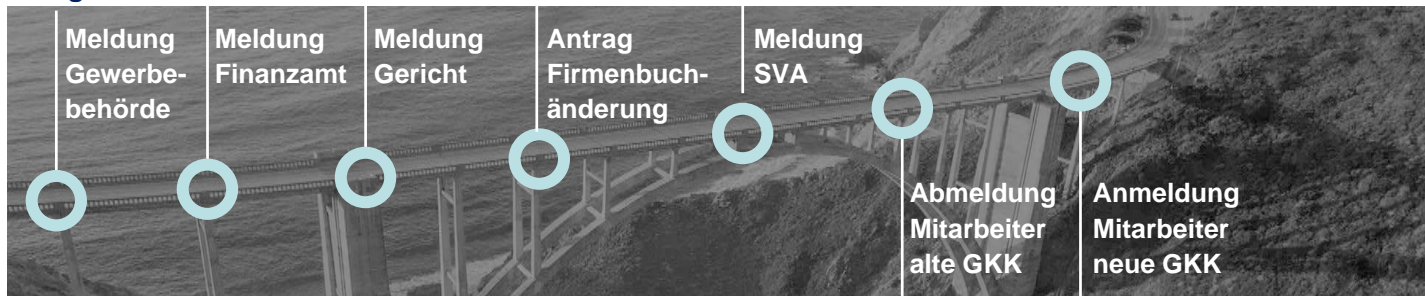 Meldung
Gewerbe-
behörde
Meldung
Finanzamt
Meldung
Gericht
Antrag
Firmenbuch-
änderung
Meldung
SVA
Abmeldung
Mitarbeiter
alte GKK
Anmeldung
Mitarbeiter
neue GKK